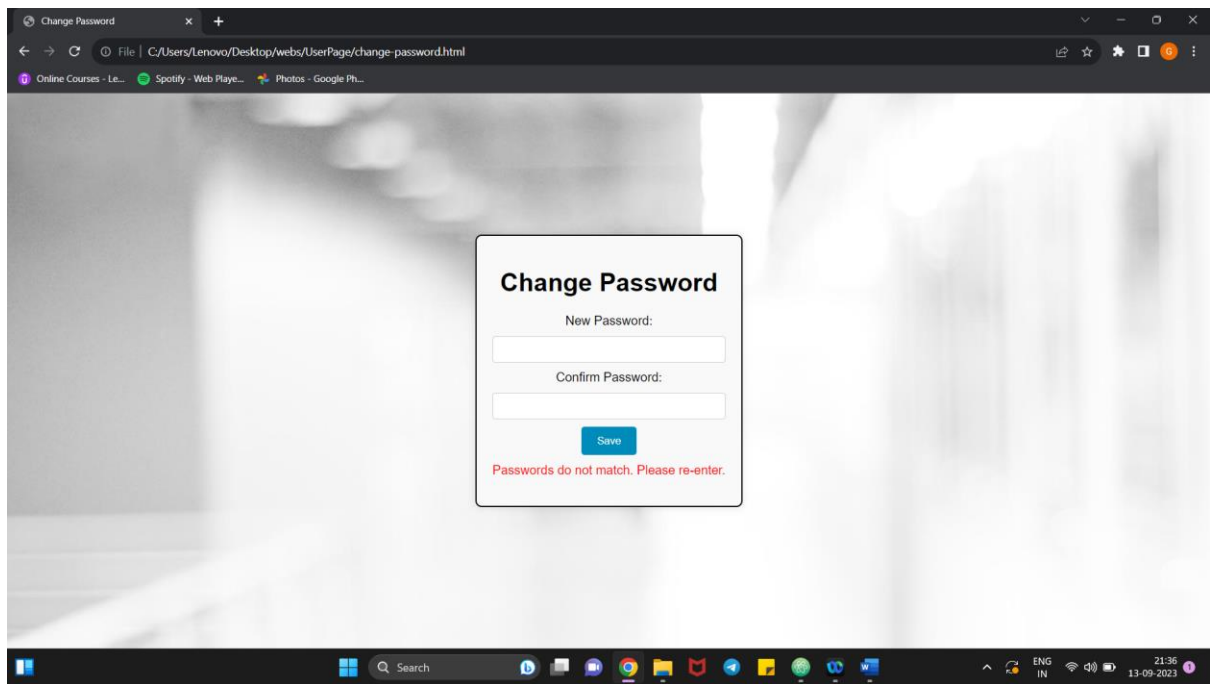 Change Password
File | C:/Users/Lenovo/Desktop/webs/UserPage/change-password.html
G
Online Courses - Le... Spotify - Web Playe... Photos - Google Ph...
Change Password
New Password:
Confirm Password:
Save
Passwords do not match. Please re-enter.
Search
ENG
IN
21:36
13-09-2023
1